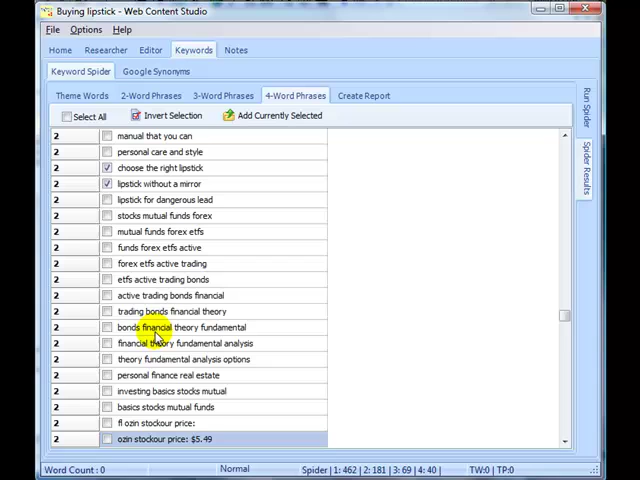 Buying lipstick - Web Content Studio
File Options Help
Home Researcher Editor Keywords Notes
Keyword Spider Google Synonyms
Theme Words 2-Word Phrases 3-Word Phrases 4-Word Phrases Create Report
Select All Invert Selection Add Currently Selected
Run Spider
Spider Results
2 manual that you can
2 personal care and style
2 choose the right lipstick
2 lipstick without a mirror
2 lipstick for dangerous lead
2 stocks mutual funds forex
2 mutual funds forex etfs
2 funds forex etfs active
2 forex etfs active trading
2 etfs active trading bonds
2 active trading bonds financial
2 trading bonds financial theory
2 bonds financial theory fundamental
2 financial theory fundamental analysis
2 theory fundamental analysis options
2 personal finance real estate
2 investing basics stocks mutual
2 basics stocks mutual funds
2 fl ozin stockour price:
2 ozin stockour price: $5.49
Word Count : 0 Normal Spider | 1: 462 | 2: 181 | 3: 69 | 4: 40 | TW:0 | TP:0